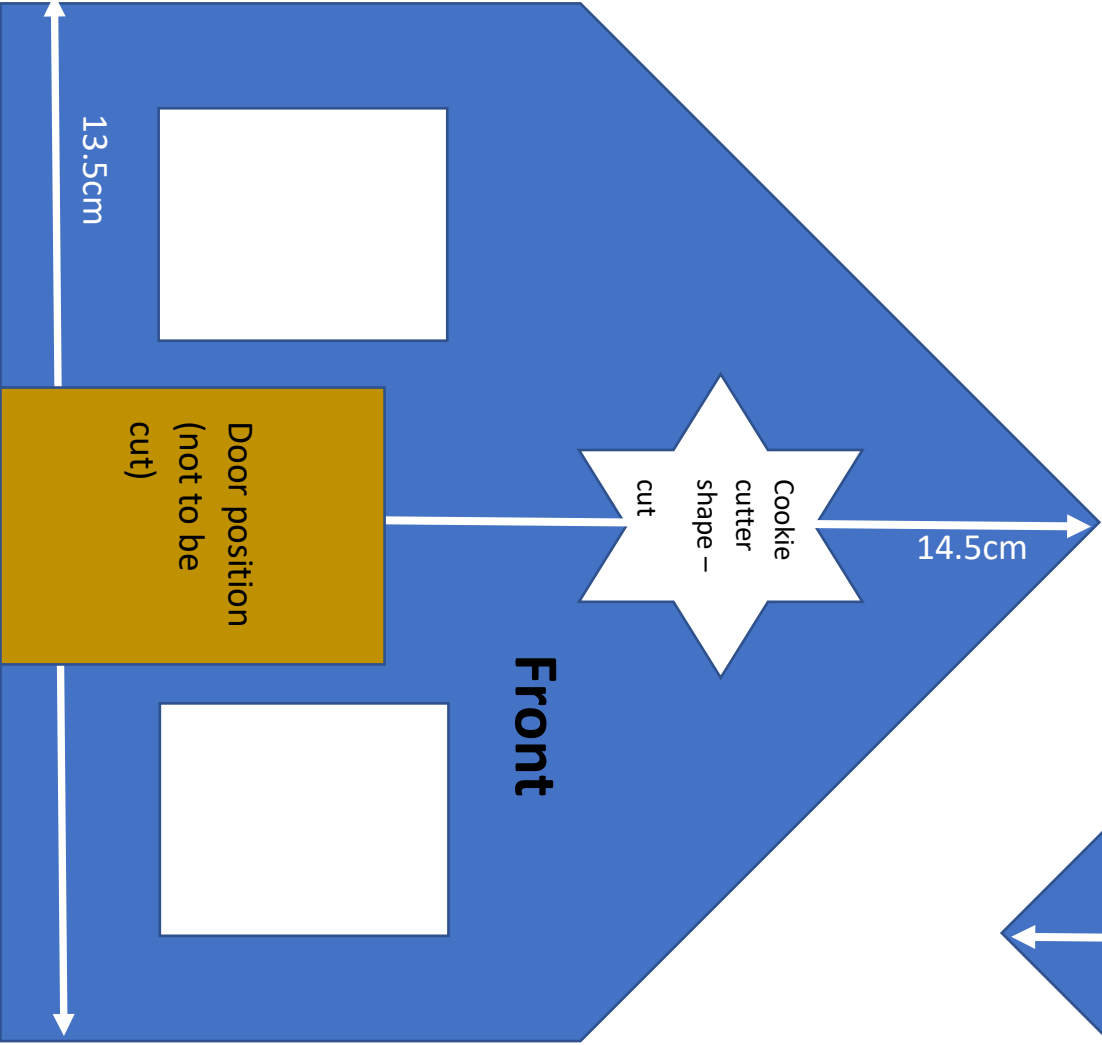 14.5cm
Cookie
cutter
shape –
cut
Front
Door position
(not to be
cut)
13.5cm